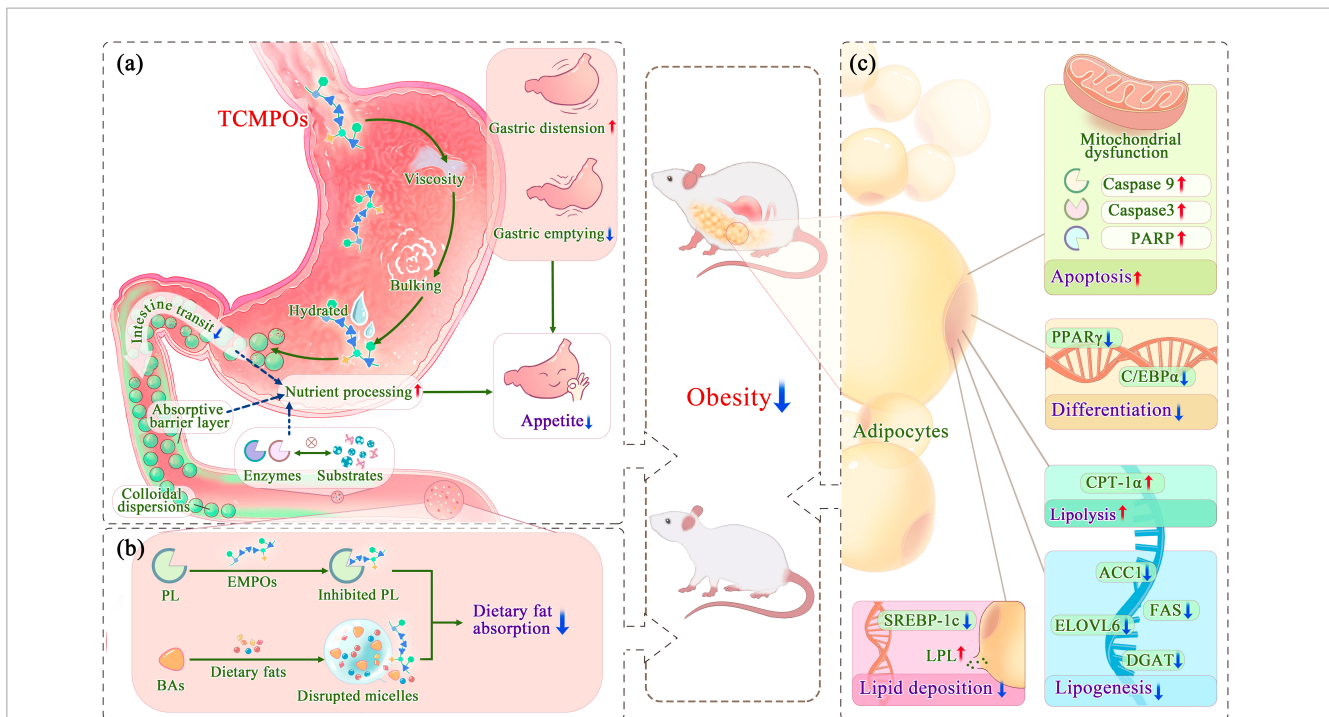 (a)
TCMPOs
Viscosity
Bulking
Hydrated
Intestine transit
Nutrient processing
Absorptive
barrier layer
Enzymes
Substrates
Colloidal
dispersions
Gastric distension
Gastric emptying
Appetite
(b)
PL
EMPOs
Inhibited PL
BAs
Dietary fats
Disrupted micelles
Dietary fat
absorption
Obesity
(c)
Adipocytes
Mitochondrial
dysfunction
Caspase 9
Caspase3
PARP
Apoptosis
PPARγ
C/EBPα
Differentiation
CPT-1α
Lipolysis
ACC1
FAS
ELOVL6
DGAT
Lipogenesis
SREBP-1c
LPL
Lipid deposition